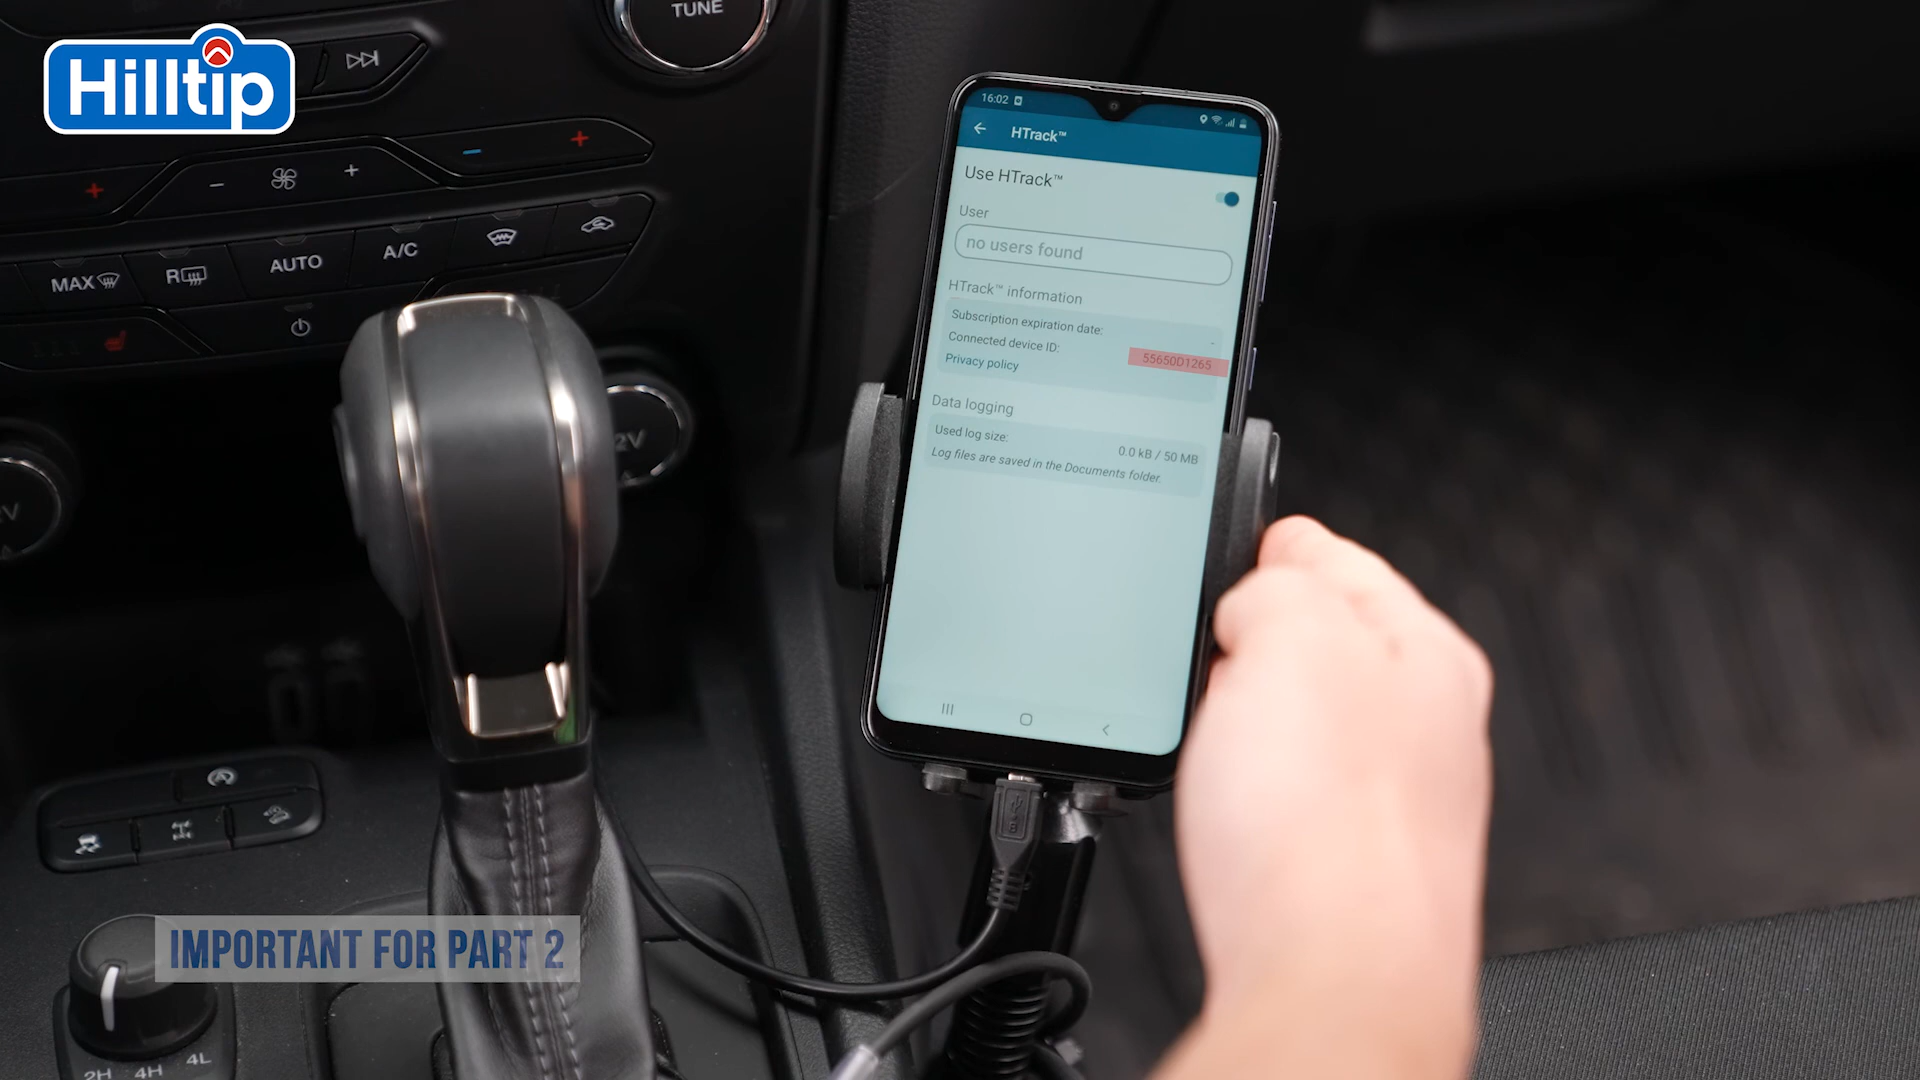 Hilltip
TUNE
MAX
R
AUTO
A/C
16:02
HTrack™
Use HTrack™
User
no users found
HTrack™ information
Subscription expiration date:
-
Connected device ID:
55650D1265
Privacy policy
Data logging
Used log size:
0.0 kB / 50 MB
Log files are saved in the Documents folder.
IMPORTANT FOR PART 2
2H
4H
4L